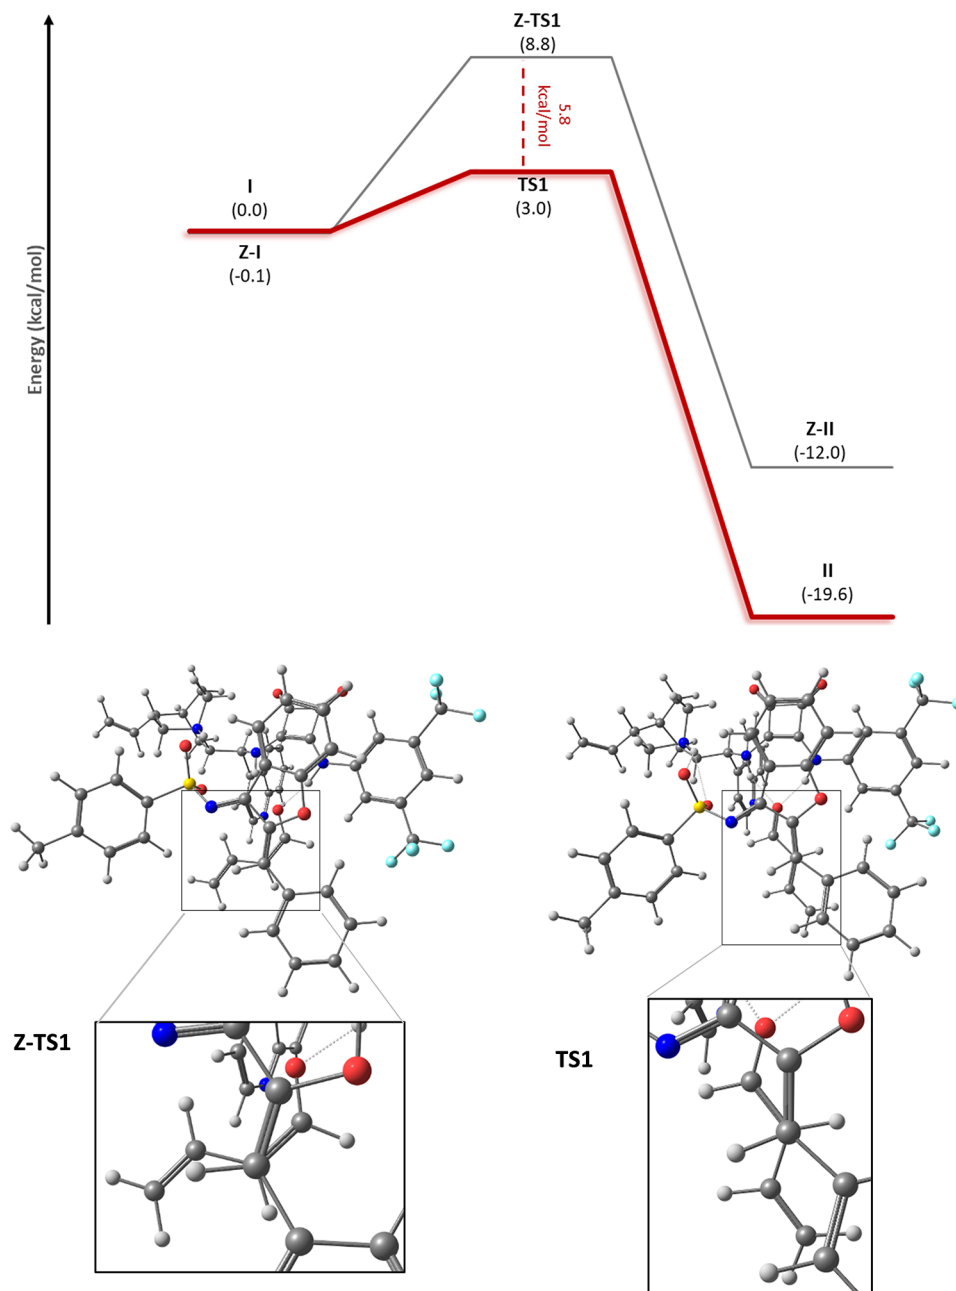 Z-TS1
(8.8)
5.8
kcal/mol
TS1
(3.0)
I
(0.0)
Z-I
(-0.1)
Energy (kcal/mol)
Z-II
(-12.0)
II
(-19.6)
Z-TS1
TS1